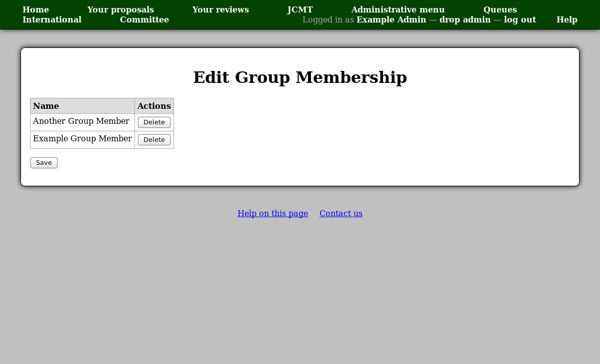 Home Your proposals Your reviews JCMT Administrative menu Queues
International Committee Logged in as Example Admin — drop admin — log out Help
Edit Group Membership
Name Actions
Another Group Member Delete
Example Group Member Delete
Save
Help on this page Contact us